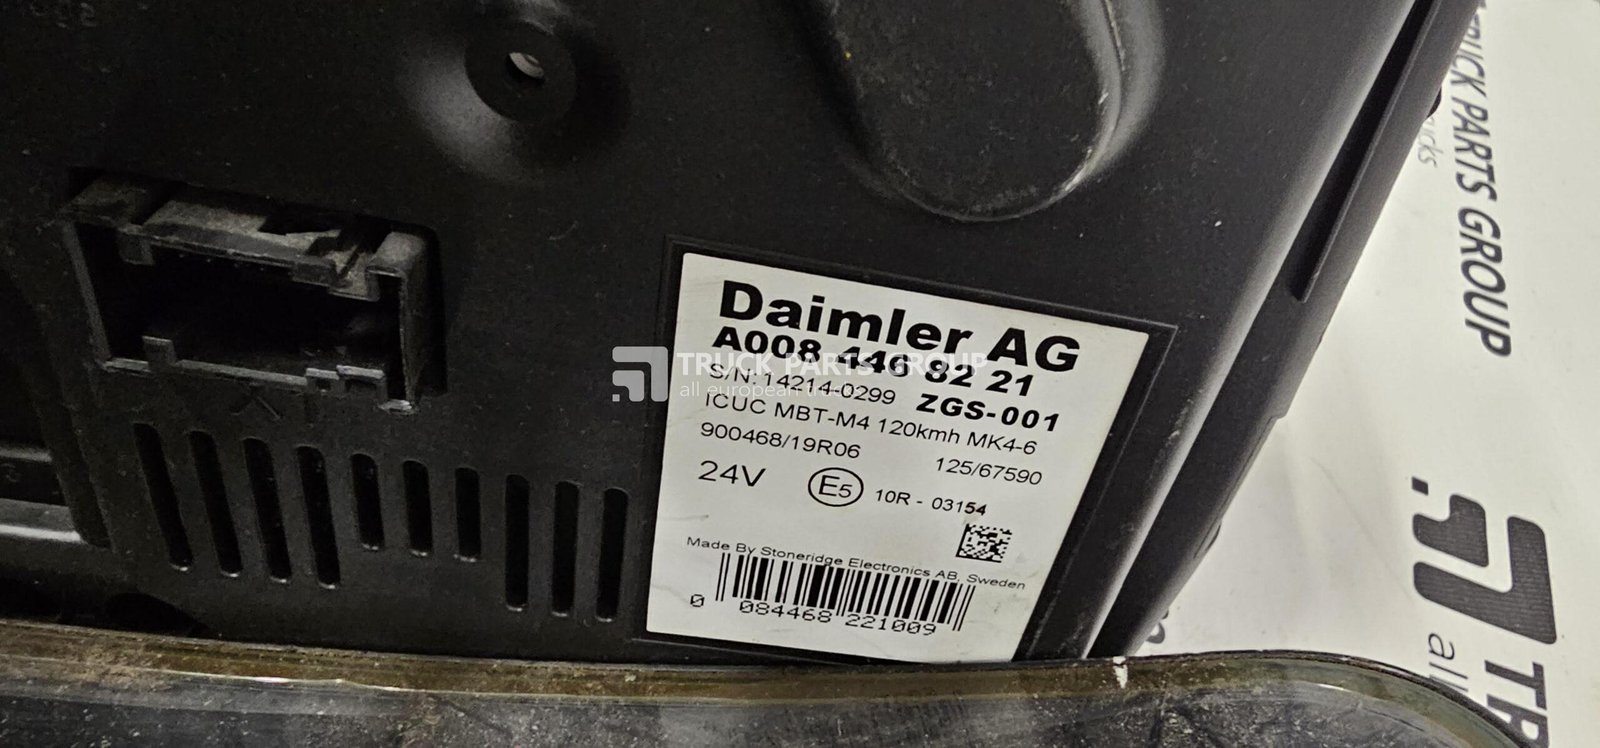 Daimler AG
A008 446 82 21
S/N: 14214-0299 ZGS-001
ICUC MBT-M4 120kmh MK4-6
900468/19R06 125/67590
24V E5 10R - 03154
Made By Stoneridge Electronics AB, Sweden
0 084468 221009
TRUCK PARTS GROUP
all european trucks
TRUCK PARTS GROUP